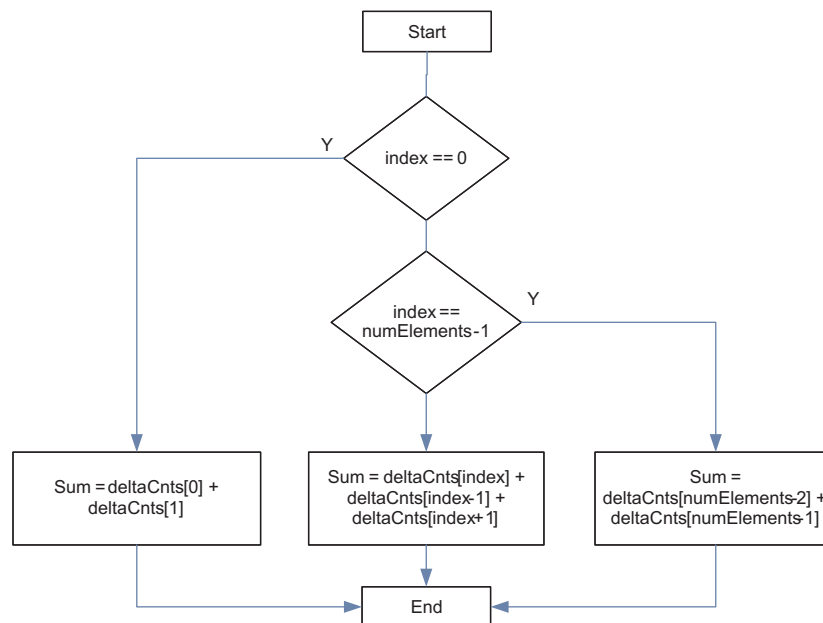 Start
Y
index == 0
Y
index ==
numElements-1
Sum = deltaCnts[0] +
deltaCnts[1]
Sum = deltaCnts[index] +
deltaCnts[index-1] +
deltaCnts[index+1]
Sum =
deltaCnts[numElements-2] +
deltaCnts[numElements-1]
End